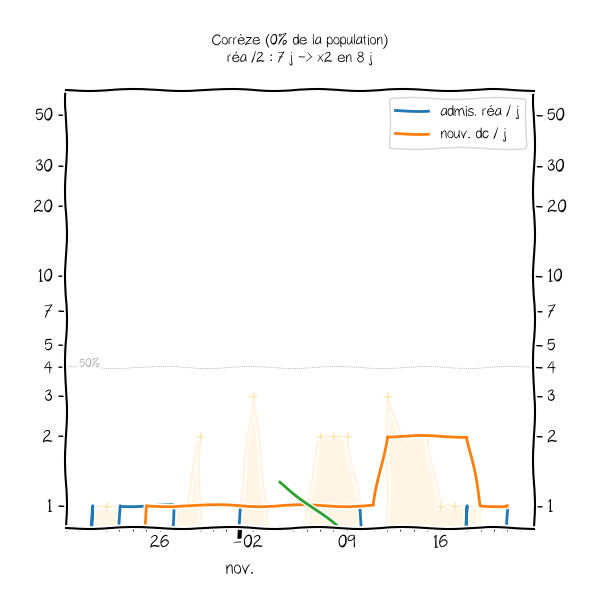 Corrèze (0% de la population)
réa /2 : 7 j -> x2 en 8 j
admis. réa / j
nouv. dc / j
50 50
30 30
20 20
10 10
7 7
5 5
50%
4 4
3 3
2 2
1 1
26 02 09 16
nov.